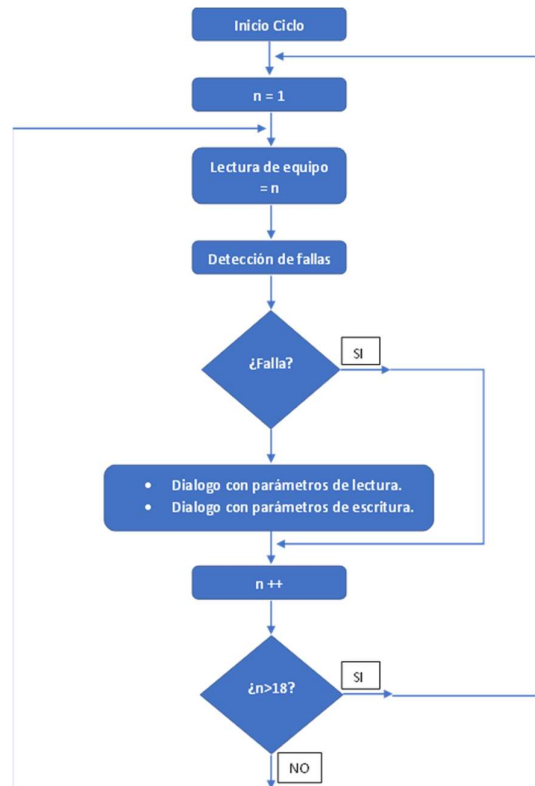 Inicio Ciclo
n = 1
Lectura de equipo
= n
Detección de fallas
¿Falla?
SI
• Dialogo con parámetros de lectura.
• Dialogo con parámetros de escritura.
n ++
¿n>18?
SI
NO